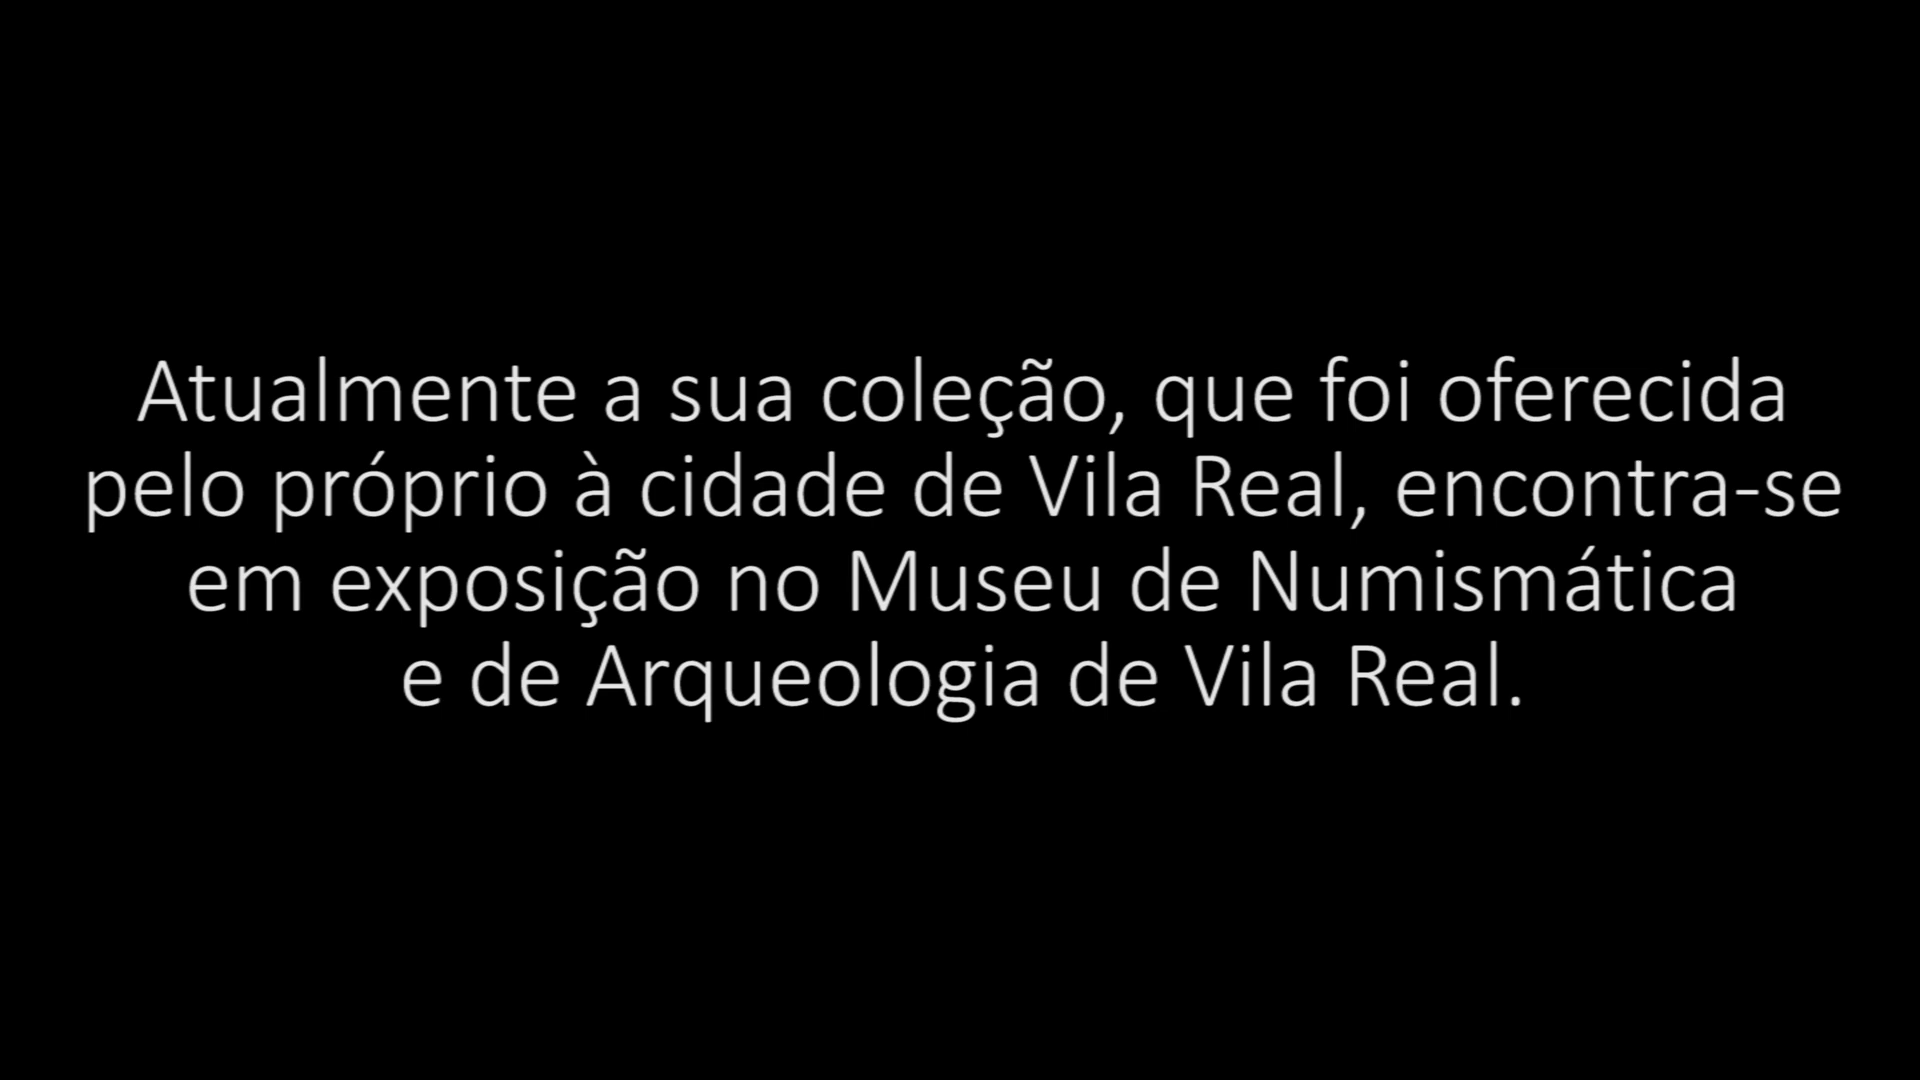 Atualmente a sua coleção, que foi oferecida
pelo próprio à cidade de Vila Real, encontra-se
em exposição no Museu de Numismática
e de Arqueologia de Vila Real.